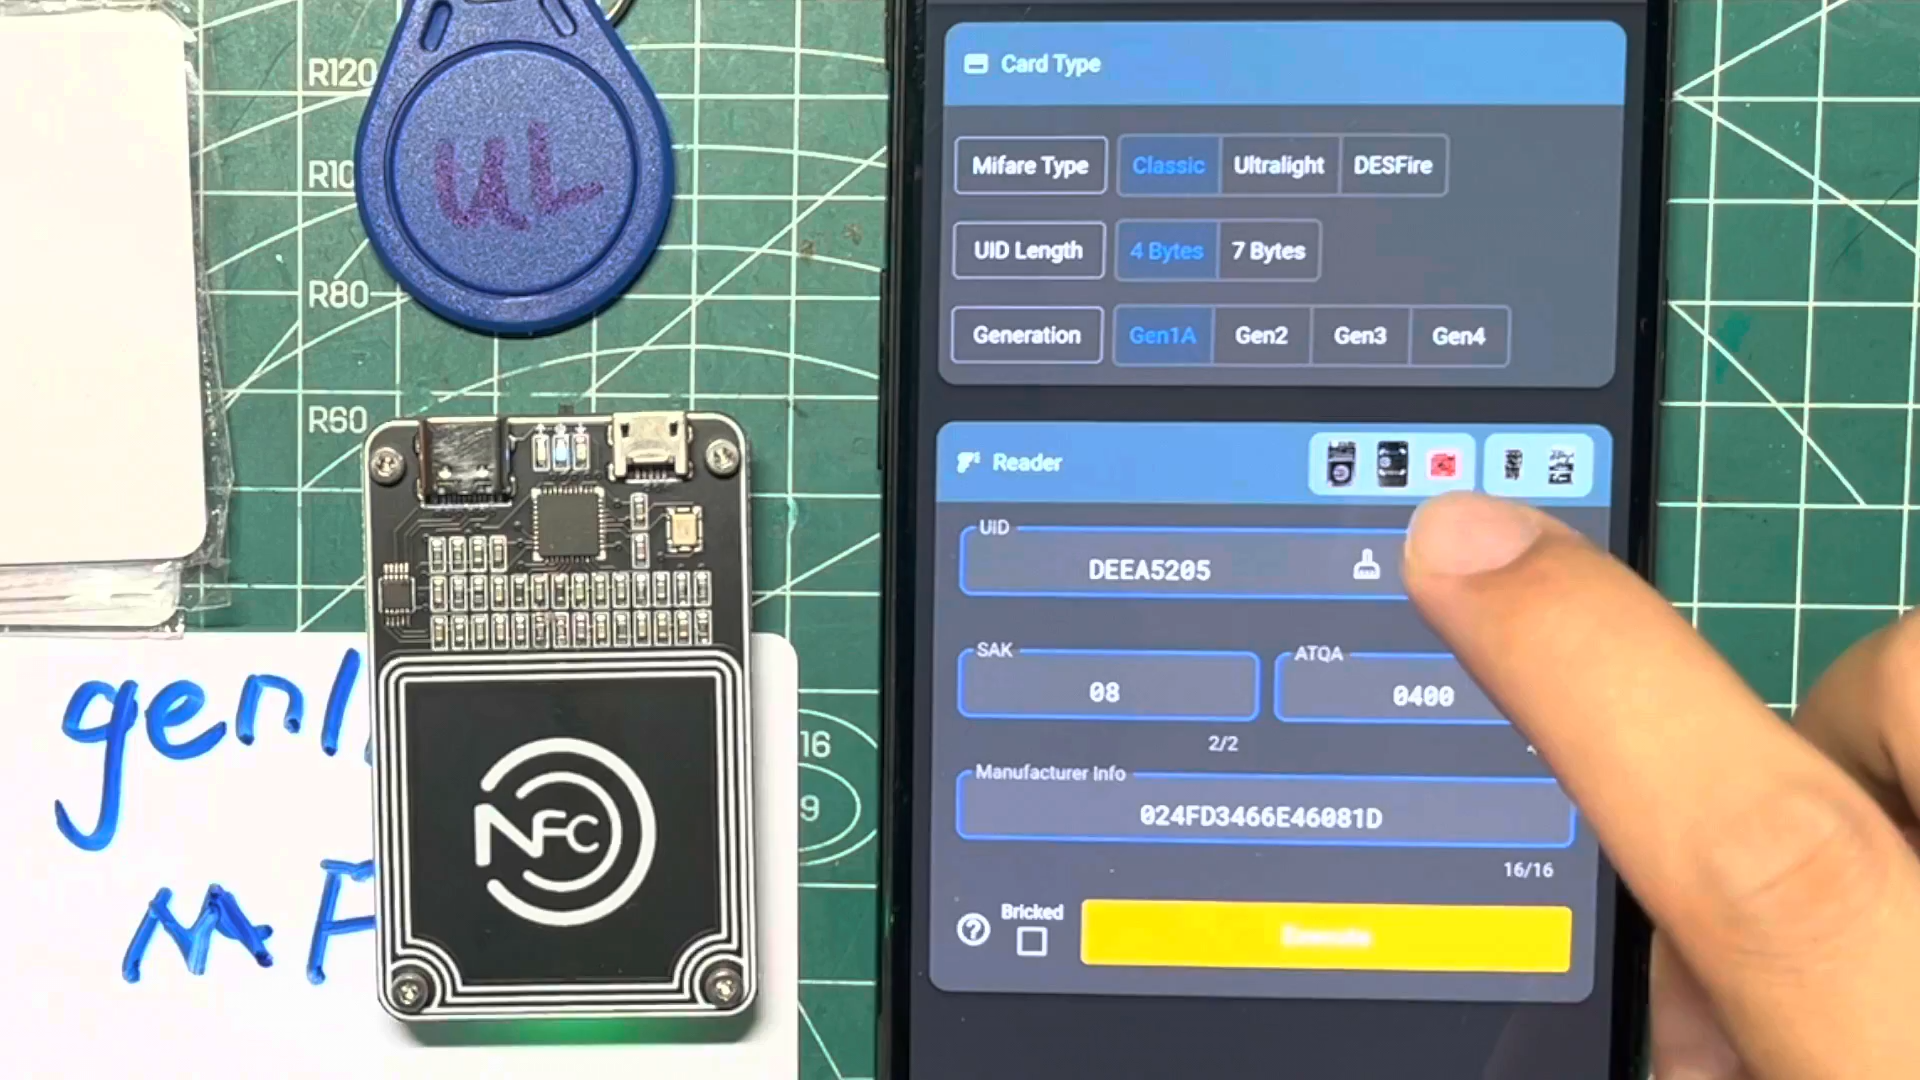 R120
R10
R80
R60
UL
gen1
MF
NFC
16
9
Card Type
Mifare Type
Classic
Ultralight
DESFire
UID Length
4 Bytes
7 Bytes
Generation
Gen1A
Gen2
Gen3
Gen4
Reader
UID
DEEA5205
SAK
08
2/2
ATQA
0400
Manufacturer Info
024FD3466E46081D
16/16
Bricked